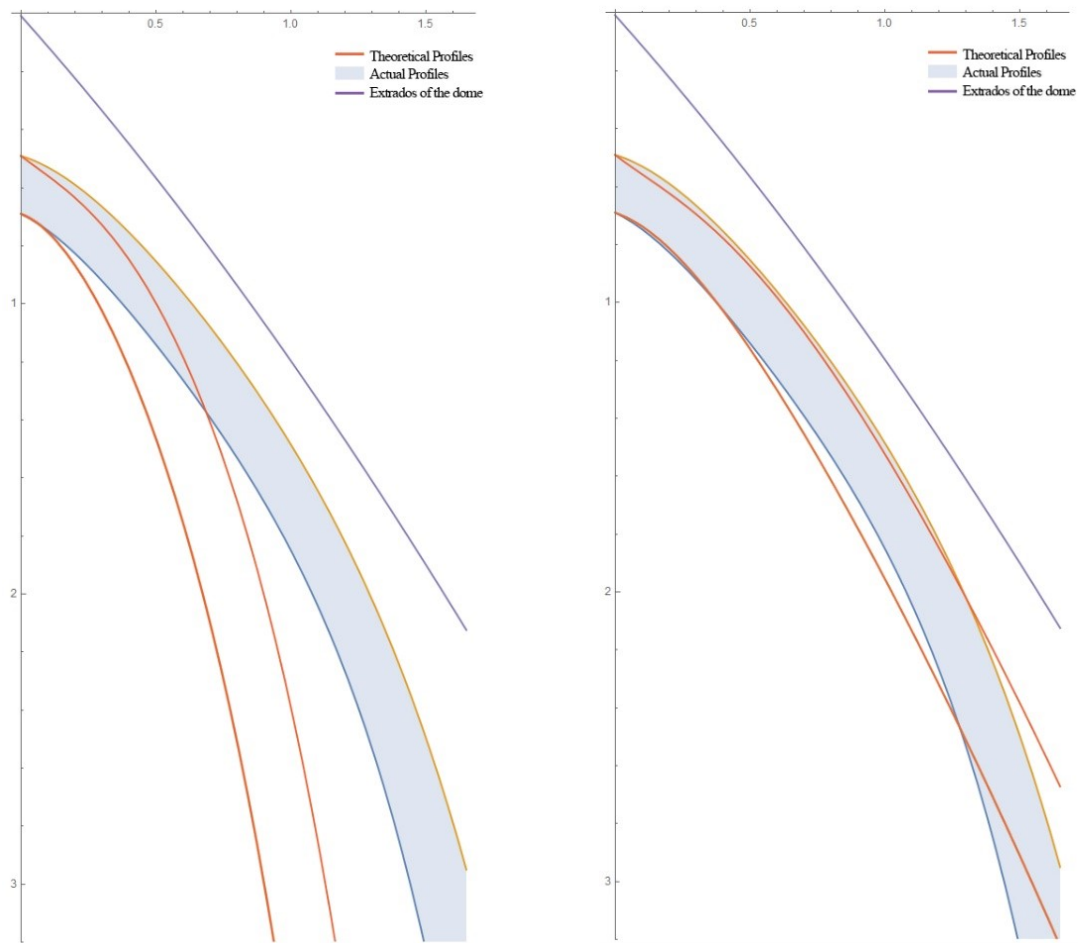 0.5 1.0 1.5
Theoretical Profiles
Actual Profiles
Extrados of the dome
1
2
3
0.5 1.0 1.5
Theoretical Profiles
Actual Profiles
Extrados of the dome
1
2
3